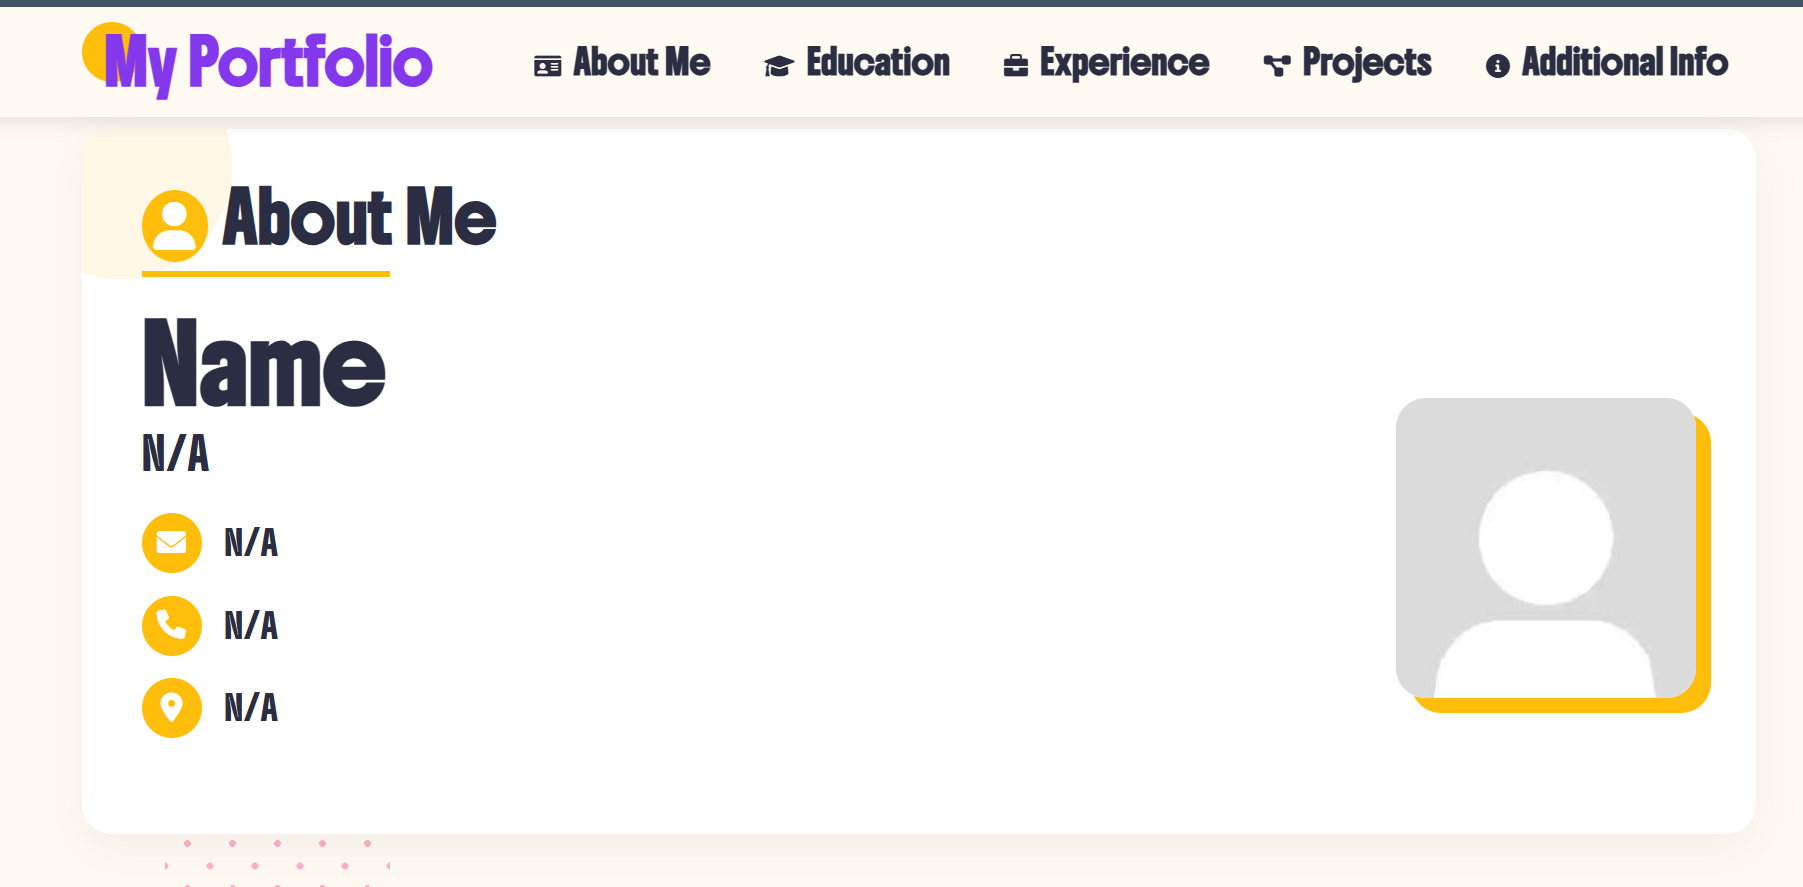 My Portfolio
About Me
Education
Experience
Projects
Additional Info
About Me
Name
N/A
N/A
N/A
N/A